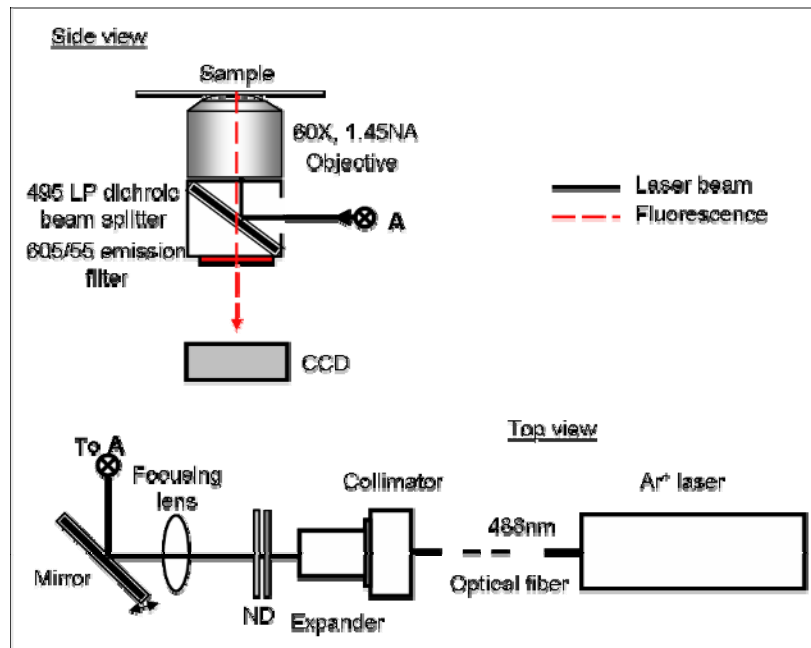 Side view
Sample
60X, 1.45NA
Objective
495 LP dichroic
beam splitter
605/55 emission
filter
A
Laser beam
Fluorescence
CCD
Top view
To A
Focusing
lens
Collimator
Ar⁺ laser
488nm
Optical fiber
Mirror
ND
Expander